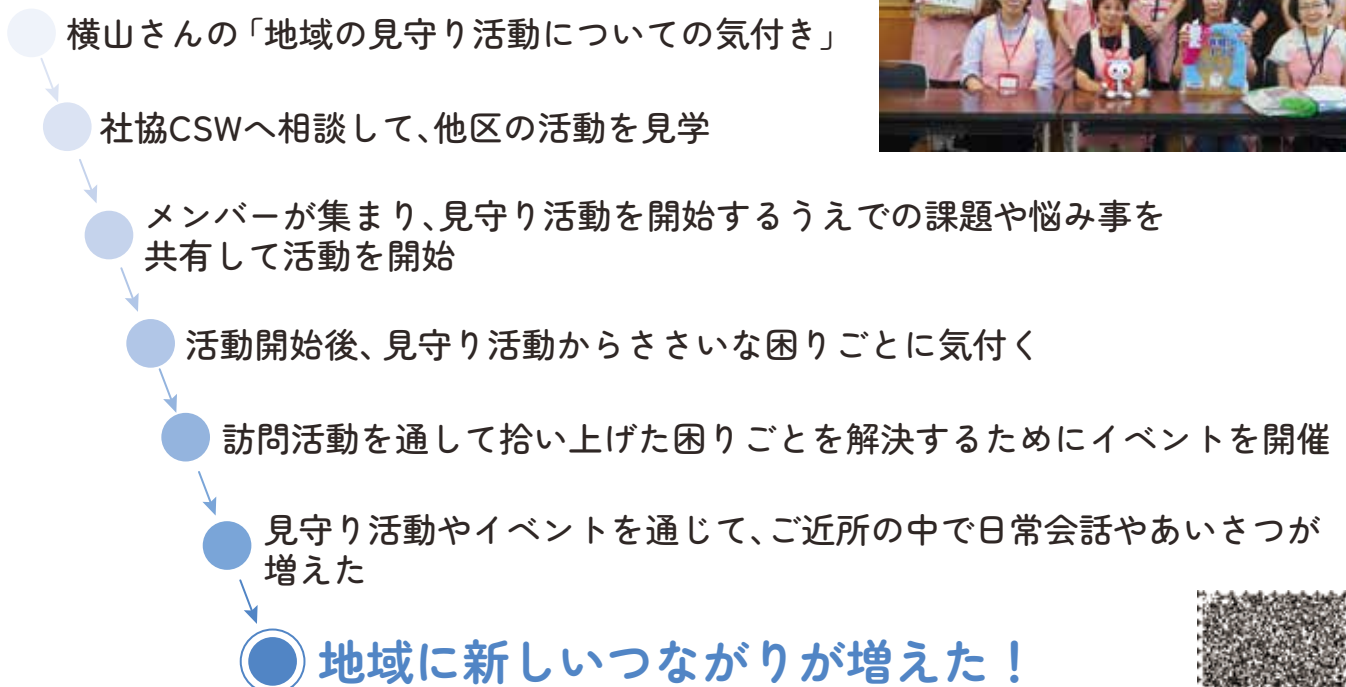 横山さんの「地域の見守り活動についての気付き」
社協CSWへ相談して、他区の活動を見学
メンバーが集まり、見守り活動を開始するうえでの課題や悩み事を
共有して活動を開始
活動開始後、見守り活動からささいな困りごとに気付く
訪問活動を通して拾い上げた困りごとを解決するためにイベントを開催
見守り活動やイベントを通じて、ご近所の中で日常会話やあいさつが
増えた
地域に新しいつながりが増えた！